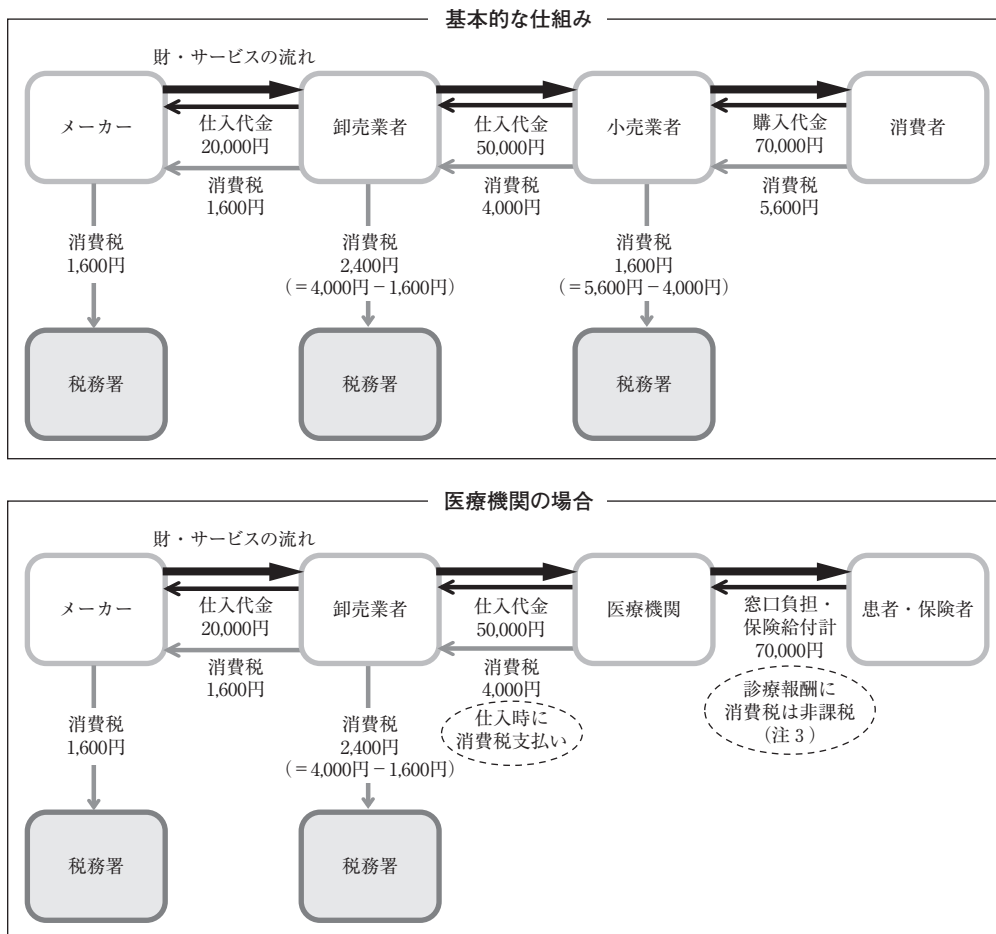 基本的な仕組み
財・サービスの流れ
メーカー
仕入代金
20,000円
消費税
1,600円
卸売業者
仕入代金
50,000円
消費税
4,000円
小売業者
購入代金
70,000円
消費税
5,600円
消費者
消費税
1,600円
消費税
2,400円
(=4,000円-1,600円)
消費税
1,600円
(=5,600円-4,000円)
税務署
税務署
税務署
医療機関の場合
財・サービスの流れ
メーカー
仕入代金
20,000円
消費税
1,600円
卸売業者
仕入代金
50,000円
消費税
4,000円
仕入時に
消費税支払い
医療機関
窓口負担・
保険給付計
70,000円
診療報酬に
消費税は非課税
(注3)
患者・保険者
消費税
1,600円
消費税
2,400円
(=4,000円-1,600円)
税務署
税務署